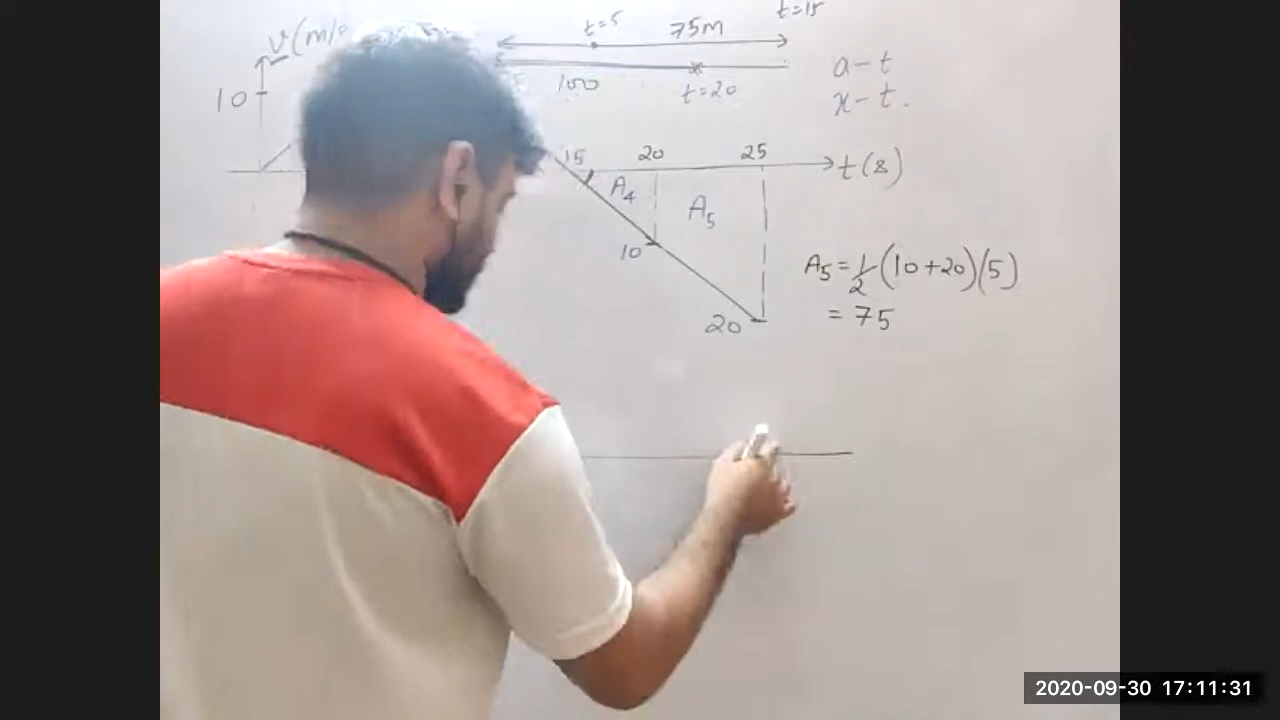 t=5 75m t=15
v(m/
100 t=20
a-t
x-t.
10
15 20 25 t(s)
A4 A5
10
20
A5=1/2(10+20)(5)
= 75
2020-09-30 17:11:31